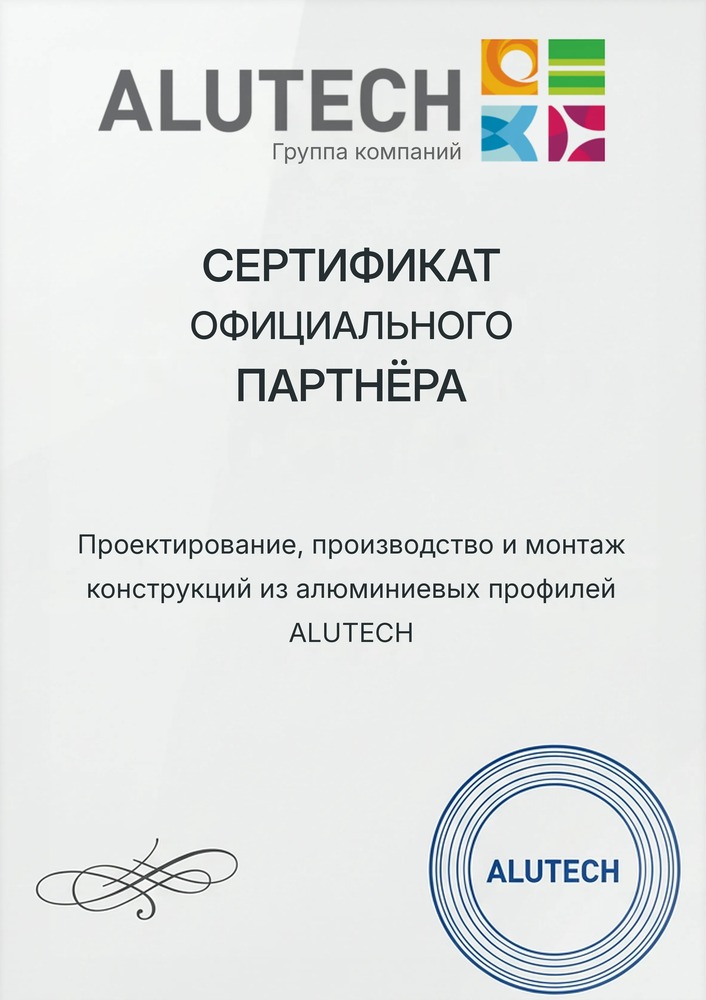 ALUTECH
Группа компаний
СЕРТИФИКАТ
ОФИЦИАЛЬНОГО
ПАРТНЁРА
Проектирование, производство и монтаж
конструкций из алюминиевых профилей
ALUTECH
ALUTECH